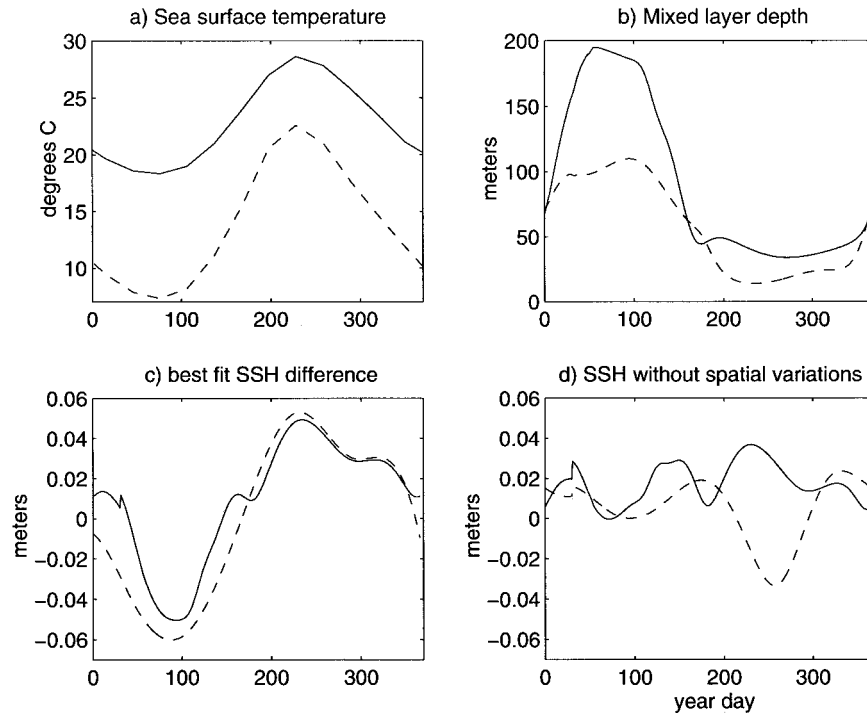 a) Sea surface temperature
30
25
20
15
10
degrees C
0 100 200 300
b) Mixed layer depth
200
150
100
50
0
meters
0 100 200 300
c) best fit SSH difference
0.06
0.04
0.02
0
−0.02
−0.04
−0.06
meters
0 100 200 300
d) SSH without spatial variations
0.06
0.04
0.02
0
−0.02
−0.04
−0.06
meters
0 100 200 300
year day